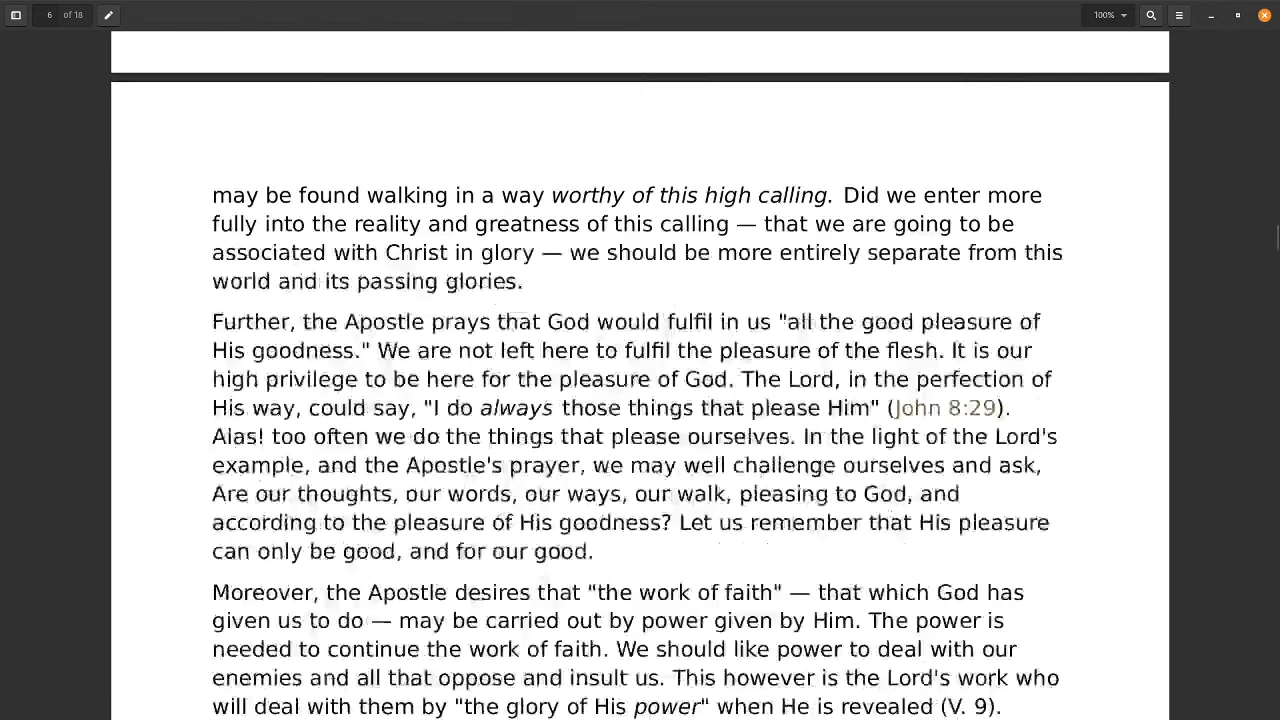 6 of 18
100%
may be found walking in a way worthy of this high calling. Did we enter more
fully into the reality and greatness of this calling — that we are going to be
associated with Christ in glory — we should be more entirely separate from this
world and its passing glories.
Further, the Apostle prays that God would fulfil in us "all the good pleasure of
His goodness." We are not left here to fulfil the pleasure of the flesh. It is our
high privilege to be here for the pleasure of God. The Lord, in the perfection of
His way, could say, "I do always those things that please Him" (John 8:29).
Alas! too often we do the things that please ourselves. In the light of the Lord's
example, and the Apostle's prayer, we may well challenge ourselves and ask,
Are our thoughts, our words, our ways, our walk, pleasing to God, and
according to the pleasure of His goodness? Let us remember that His pleasure
can only be good, and for our good.
Moreover, the Apostle desires that "the work of faith" — that which God has
given us to do — may be carried out by power given by Him. The power is
needed to continue the work of faith. We should like power to deal with our
enemies and all that oppose and insult us. This however is the Lord's work who
will deal with them by "the glory of His power" when He is revealed (V. 9).